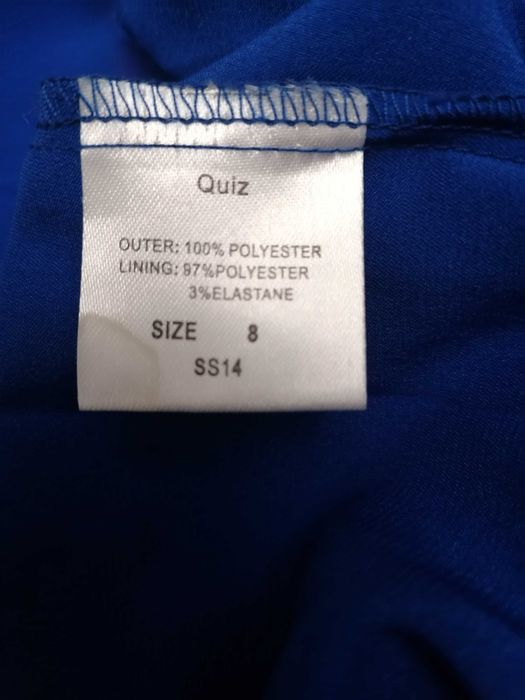 Quiz
OUTER: 100% POLYESTER
LINING: 97%POLYESTER
3%ELASTANE
SIZE 8
SS14